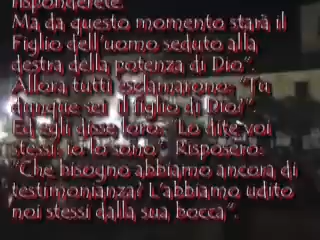 risponderete.
Ma da questo momento starà il
Figlio dell'uomo seduto alla
destra della potenza di Dio".
Allora tutti esclamarono: "Tu
dunque sei il figlio di Dio?".
Ed egli disse loro: "Lo dite voi
stessi: io lo sono". Risposero:
"Che bisogno abbiamo ancora di
testimonianza? L'abbiamo udito
noi stessi dalla sua bocca".